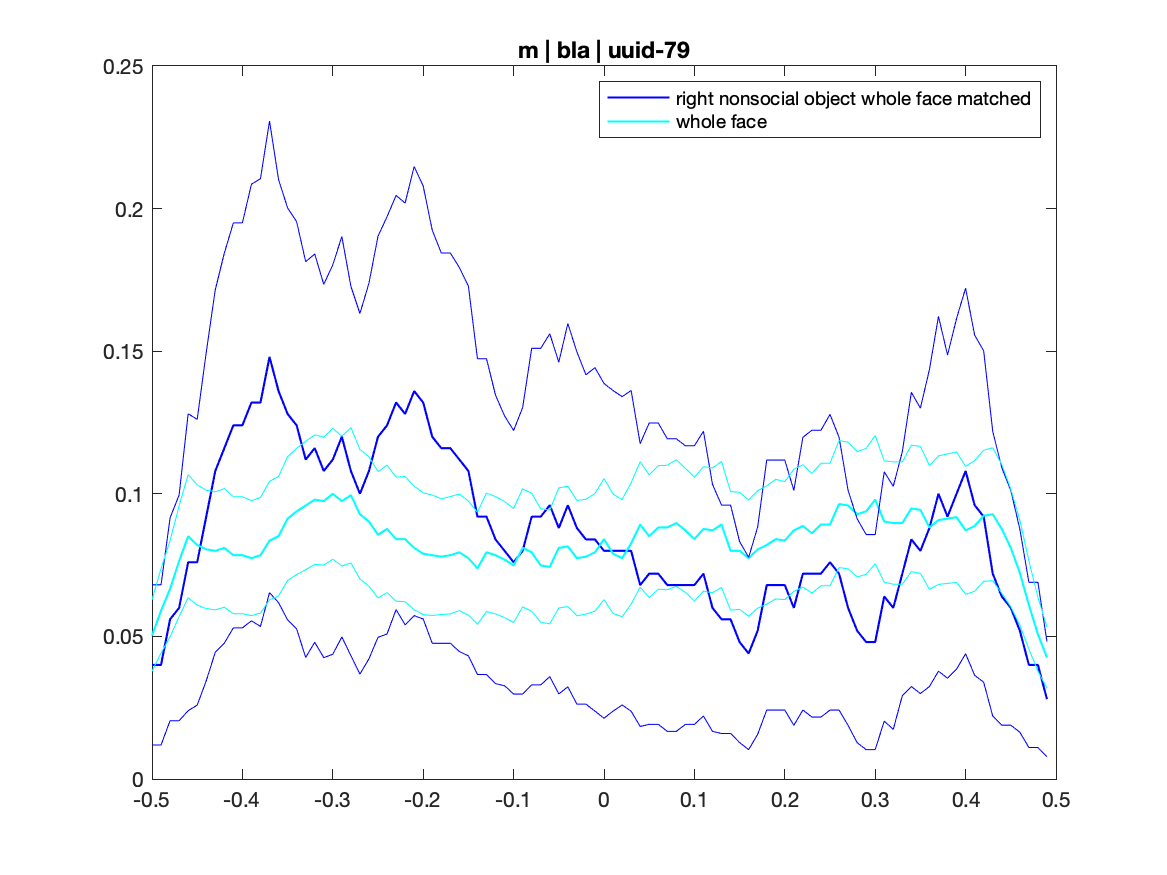 m | bla | uuid-79
right nonsocial object whole face matched
whole face
0.25
0.2
0.15
0.1
0.05
0
-0.5 -0.4 -0.3 -0.2 -0.1 0 0.1 0.2 0.3 0.4 0.5